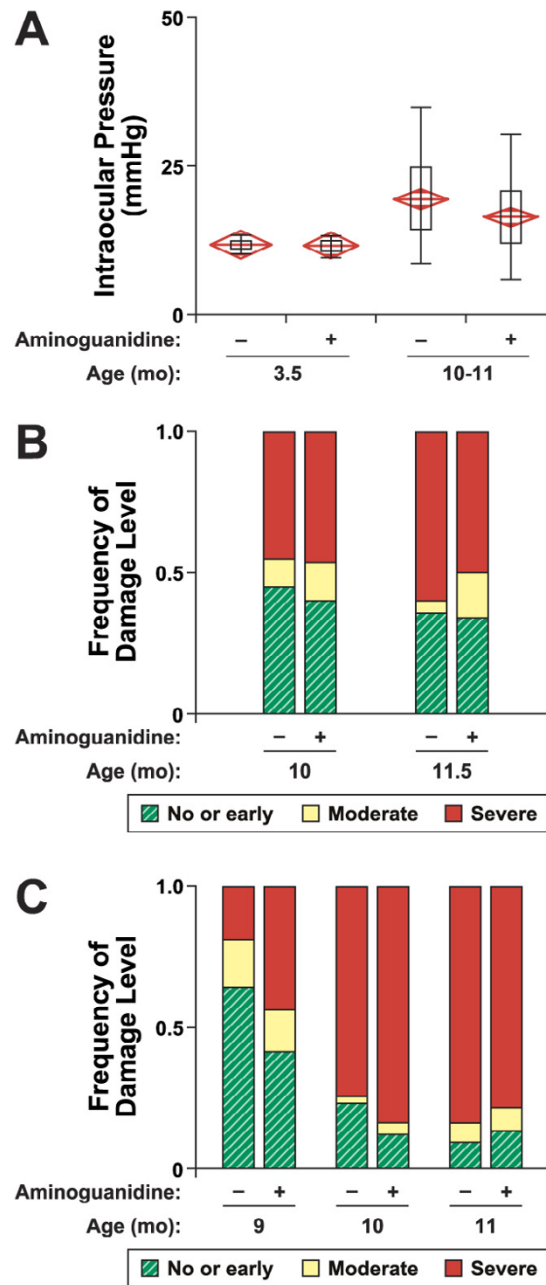 A
Intraocular Pressure
(mmHg)
50
25
0
Aminoguanidine: – + – +
Age (mo): 3.5 10-11
B
Frequency of
Damage Level
1.0
0.5
0
Aminoguanidine: – + – +
Age (mo): 10 11.5
No or early Moderate Severe
C
Frequency of
Damage Level
1.0
0.5
0
Aminoguanidine: – + – + – +
Age (mo): 9 10 11
No or early Moderate Severe